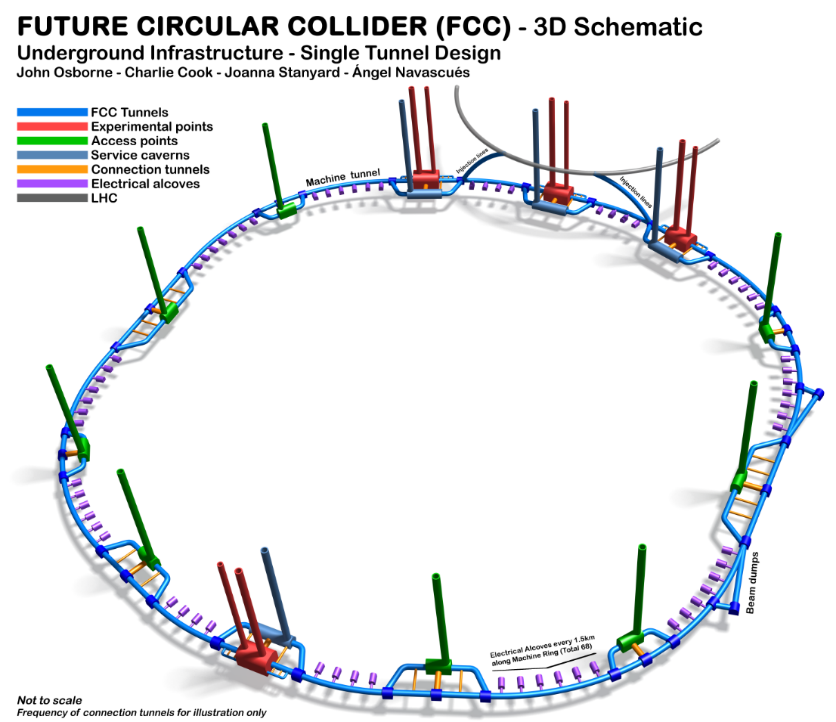 FUTURE CIRCULAR COLLIDER (FCC) - 3D Schematic
Underground Infrastructure - Single Tunnel Design
John Osborne - Charlie Cook - Joanna Stanyard - Ángel Navascués
FCC Tunnels
Experimental points
Access points
Service caverns
Connection tunnels
Electrical alcoves
LHC
Machine tunnel
Injection lines
Injection lines
Beam dumps
Electrical Alcoves every 1.5km
along Machine Ring (Total 68)
Not to scale
Frequency of connection tunnels for illustration only